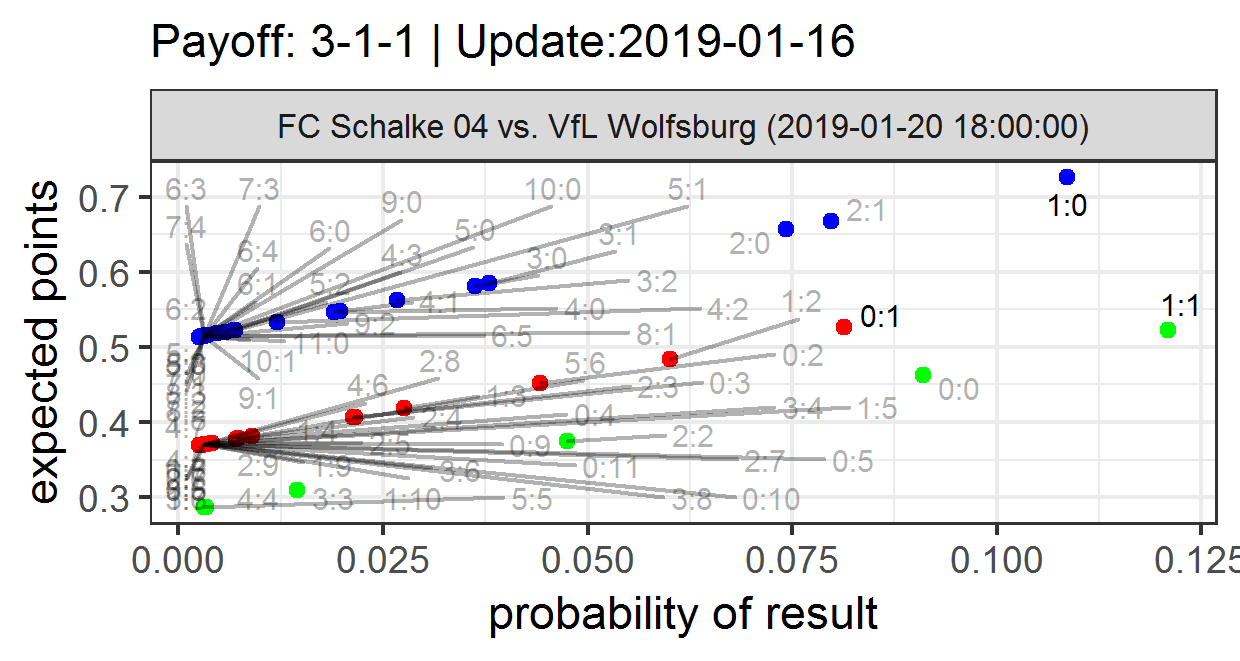 Payoff: 3-1-1 | Update:2019-01-16
FC Schalke 04 vs. VfL Wolfsburg (2019-01-20 18:00:00)
expected points
0.7
0.6
0.5
0.4
0.3
6:3 7:3 10:0 5:1
9:0 1:0
7:4 6:0 5:0 3:1 2:1
2:0
6:4 4:3 3:0
6:1 5:2 3:2
6:2 4:1 4:0 4:2 1:2 1:1
9:2 0:1
11:0 6:5 8:1
10:1 2:8 5:6 0:2
4:6 2:3 0:3 0:0
9:1 1:3
2:4 0:4 3:4 1:5
1:4 2:2
2:5 0:9
2:9 1:9 3:6 0:11 2:7 0:5
4:4 3:3 1:10 5:5 3:8 0:10
0.000 0.025 0.050 0.075 0.100
probability of result